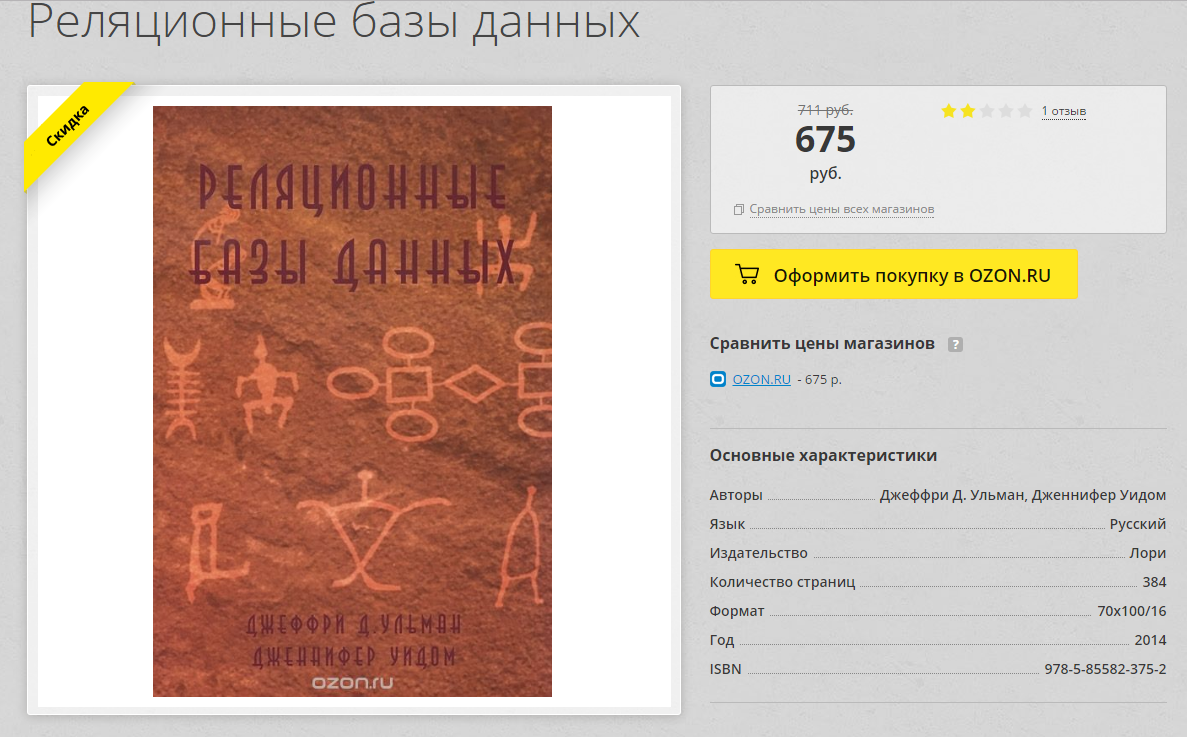 Реляционные базы данных
Скидка
РЕЛЯЦИОННЫЕ
БАЗЫ ДАННЫХ
ДЖЕФФРИ Д.УЛЬМАН
ДЖЕННИФЕР УИДОМ
ozon.ru
711 руб.
675
руб.
1 отзыв
Сравнить цены всех магазинов
Оформить покупку в OZON.RU
Сравнить цены магазинов ?
OZON.RU - 675 р.
Основные характеристики
Авторы Джеффри Д. Ульман, Дженнифер Уидом
Язык Русский
Издательство Лори
Количество страниц 384
Формат 70x100/16
Год 2014
ISBN 978-5-85582-375-2